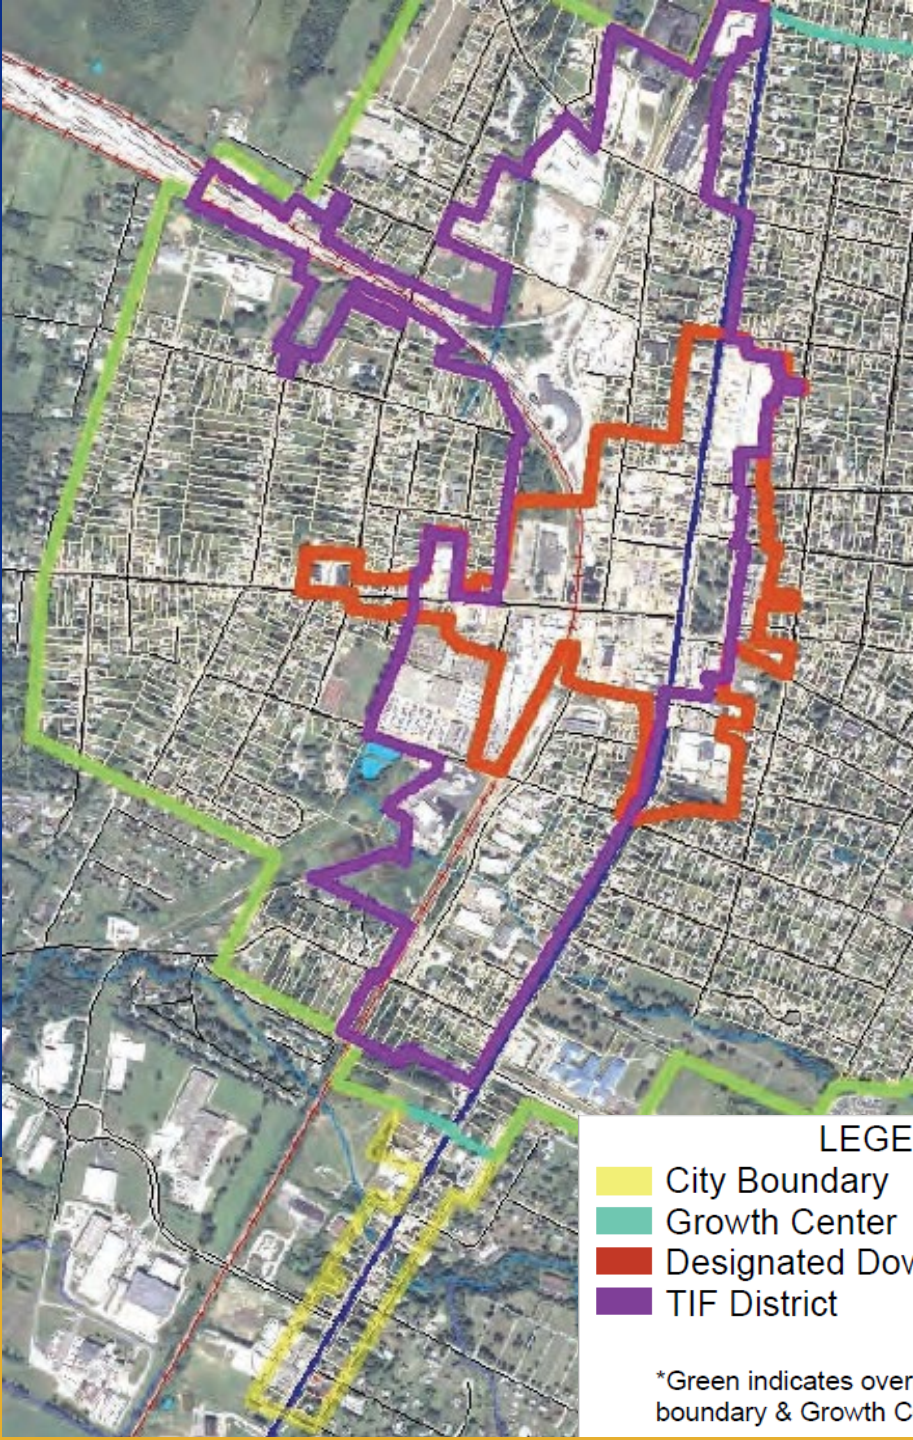 LEGE
City Boundary
Growth Center
Designated Dov
TIF District
*Green indicates over
boundary & Growth C